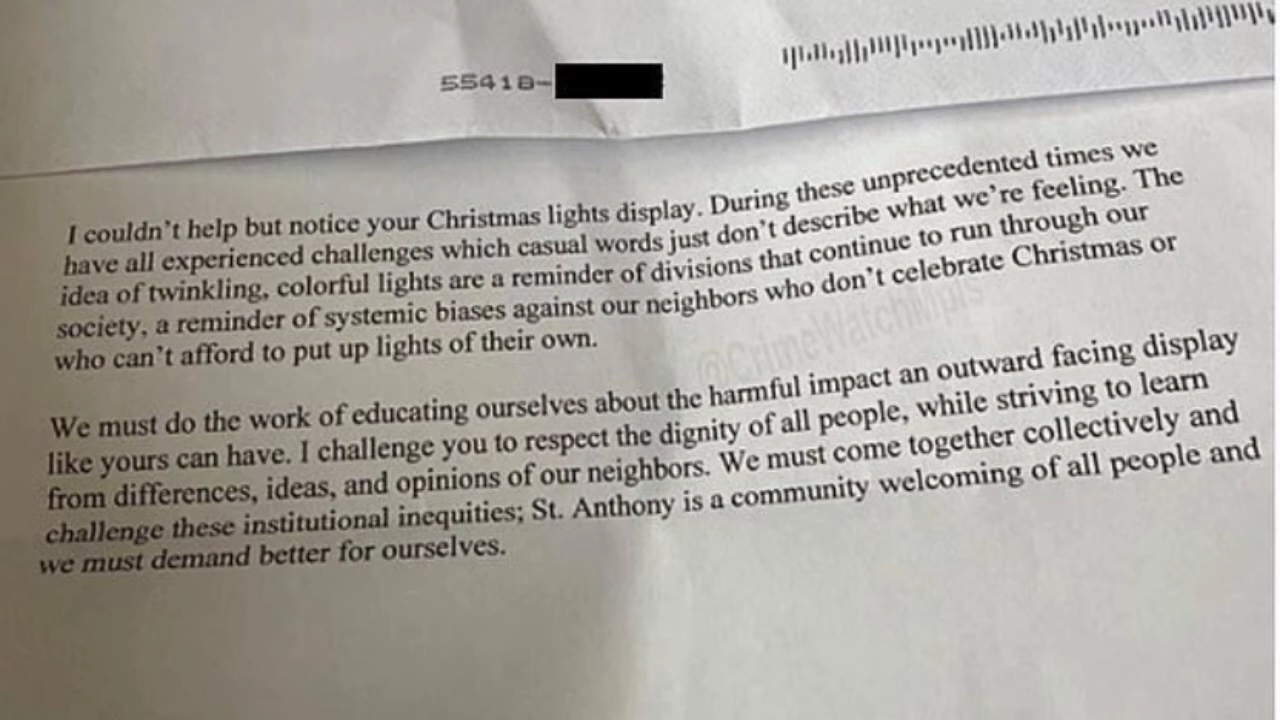 55418-
I couldn't help but notice your Christmas lights display. During these unprecedented times we
have all experienced challenges which casual words just don't describe what we're feeling. The
idea of twinkling, colorful lights are a reminder of divisions that continue to run through our
society, a reminder of systemic biases against our neighbors who don't celebrate Christmas or
who can't afford to put up lights of their own.
@CrimeWatchMpls
We must do the work of educating ourselves about the harmful impact an outward facing display
like yours can have. I challenge you to respect the dignity of all people, while striving to learn
from differences, ideas, and opinions of our neighbors. We must come together collectively and
challenge these institutional inequities; St. Anthony is a community welcoming of all people and
we must demand better for ourselves.